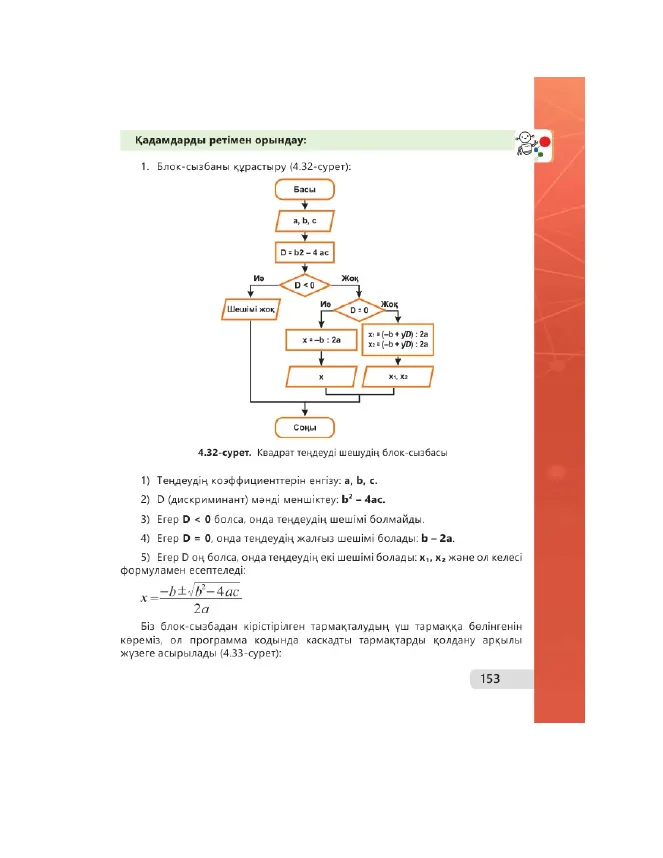 Қадамдарды ретімен орындау:
1. Блок-сызбаны құрастыру (4.32-сурет):
Басы
a, b, c
D = b2 – 4 ac
Иә
D < 0
Жоқ
Шешімі жоқ
Иә
D = 0
Жоқ
x = –b : 2a
x₁ = (–b + y/D) : 2a
x₂ = (–b + y/D) : 2a
x
x₁, x₂
Соңы
4.32-сурет. Квадрат теңдеуді шешудің блок-сызбасы
1) Теңдеудің коэффициенттерін енгізу: a, b, c.
2) D (дискриминант) мәнді меншіктеу: b² – 4ac.
3) Егер D < 0 болса, онда теңдеудің шешімі болмайды.
4) Егер D = 0, онда теңдеудің жалғыз шешімі болады: b – 2a.
5) Егер D оң болса, онда теңдеудің екі шешімі болады: x₁, x₂ және ол келесі
формуламен есептеледі:
x = (–b ± √(b² – 4ac)) / 2a
Біз блок-сызбадан кірістірілген тармақталудың үш тармаққа бөлінгенін
көреміз, ол программа кодында каскадты тармақтарды қолдану арқылы
жүзеге асырылады (4.33-сурет):
153